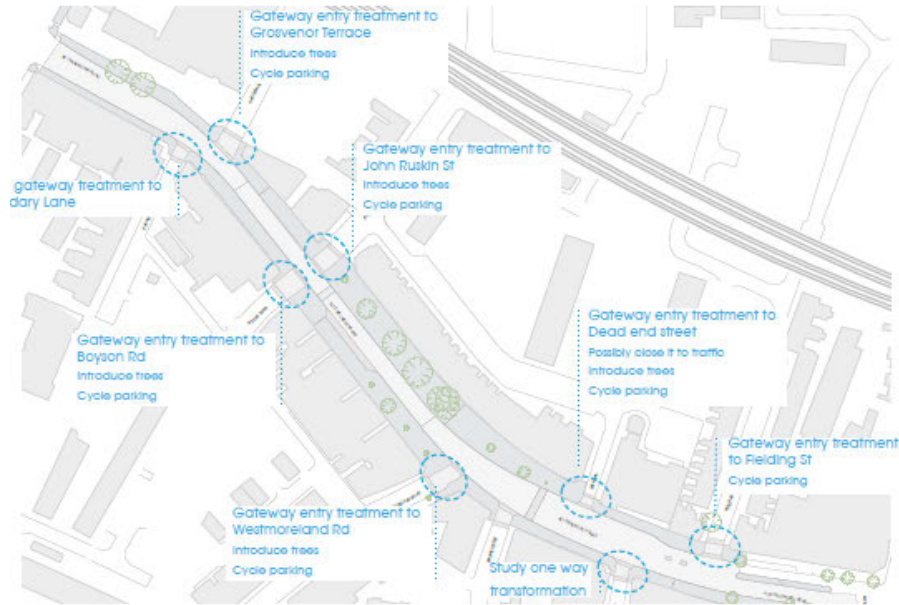 Gateway entry treatment to
Grosvenor Terrace
Introduce trees
Cycle parking
Gateway entry treatment to
John Ruskin St
Introduce trees
Cycle parking
gateway treatment to
dary Lane
Gateway entry treatment to
Dead end street
Possibly close it to traffic
Introduce trees
Cycle parking
Gateway entry treatment to
Boyson Rd
Introduce trees
Cycle parking
Gateway entry treatment
to Fielding St
Cycle parking
Gateway entry treatment to
Westmoreland Rd
Introduce trees
Cycle parking
Study one way
transformation